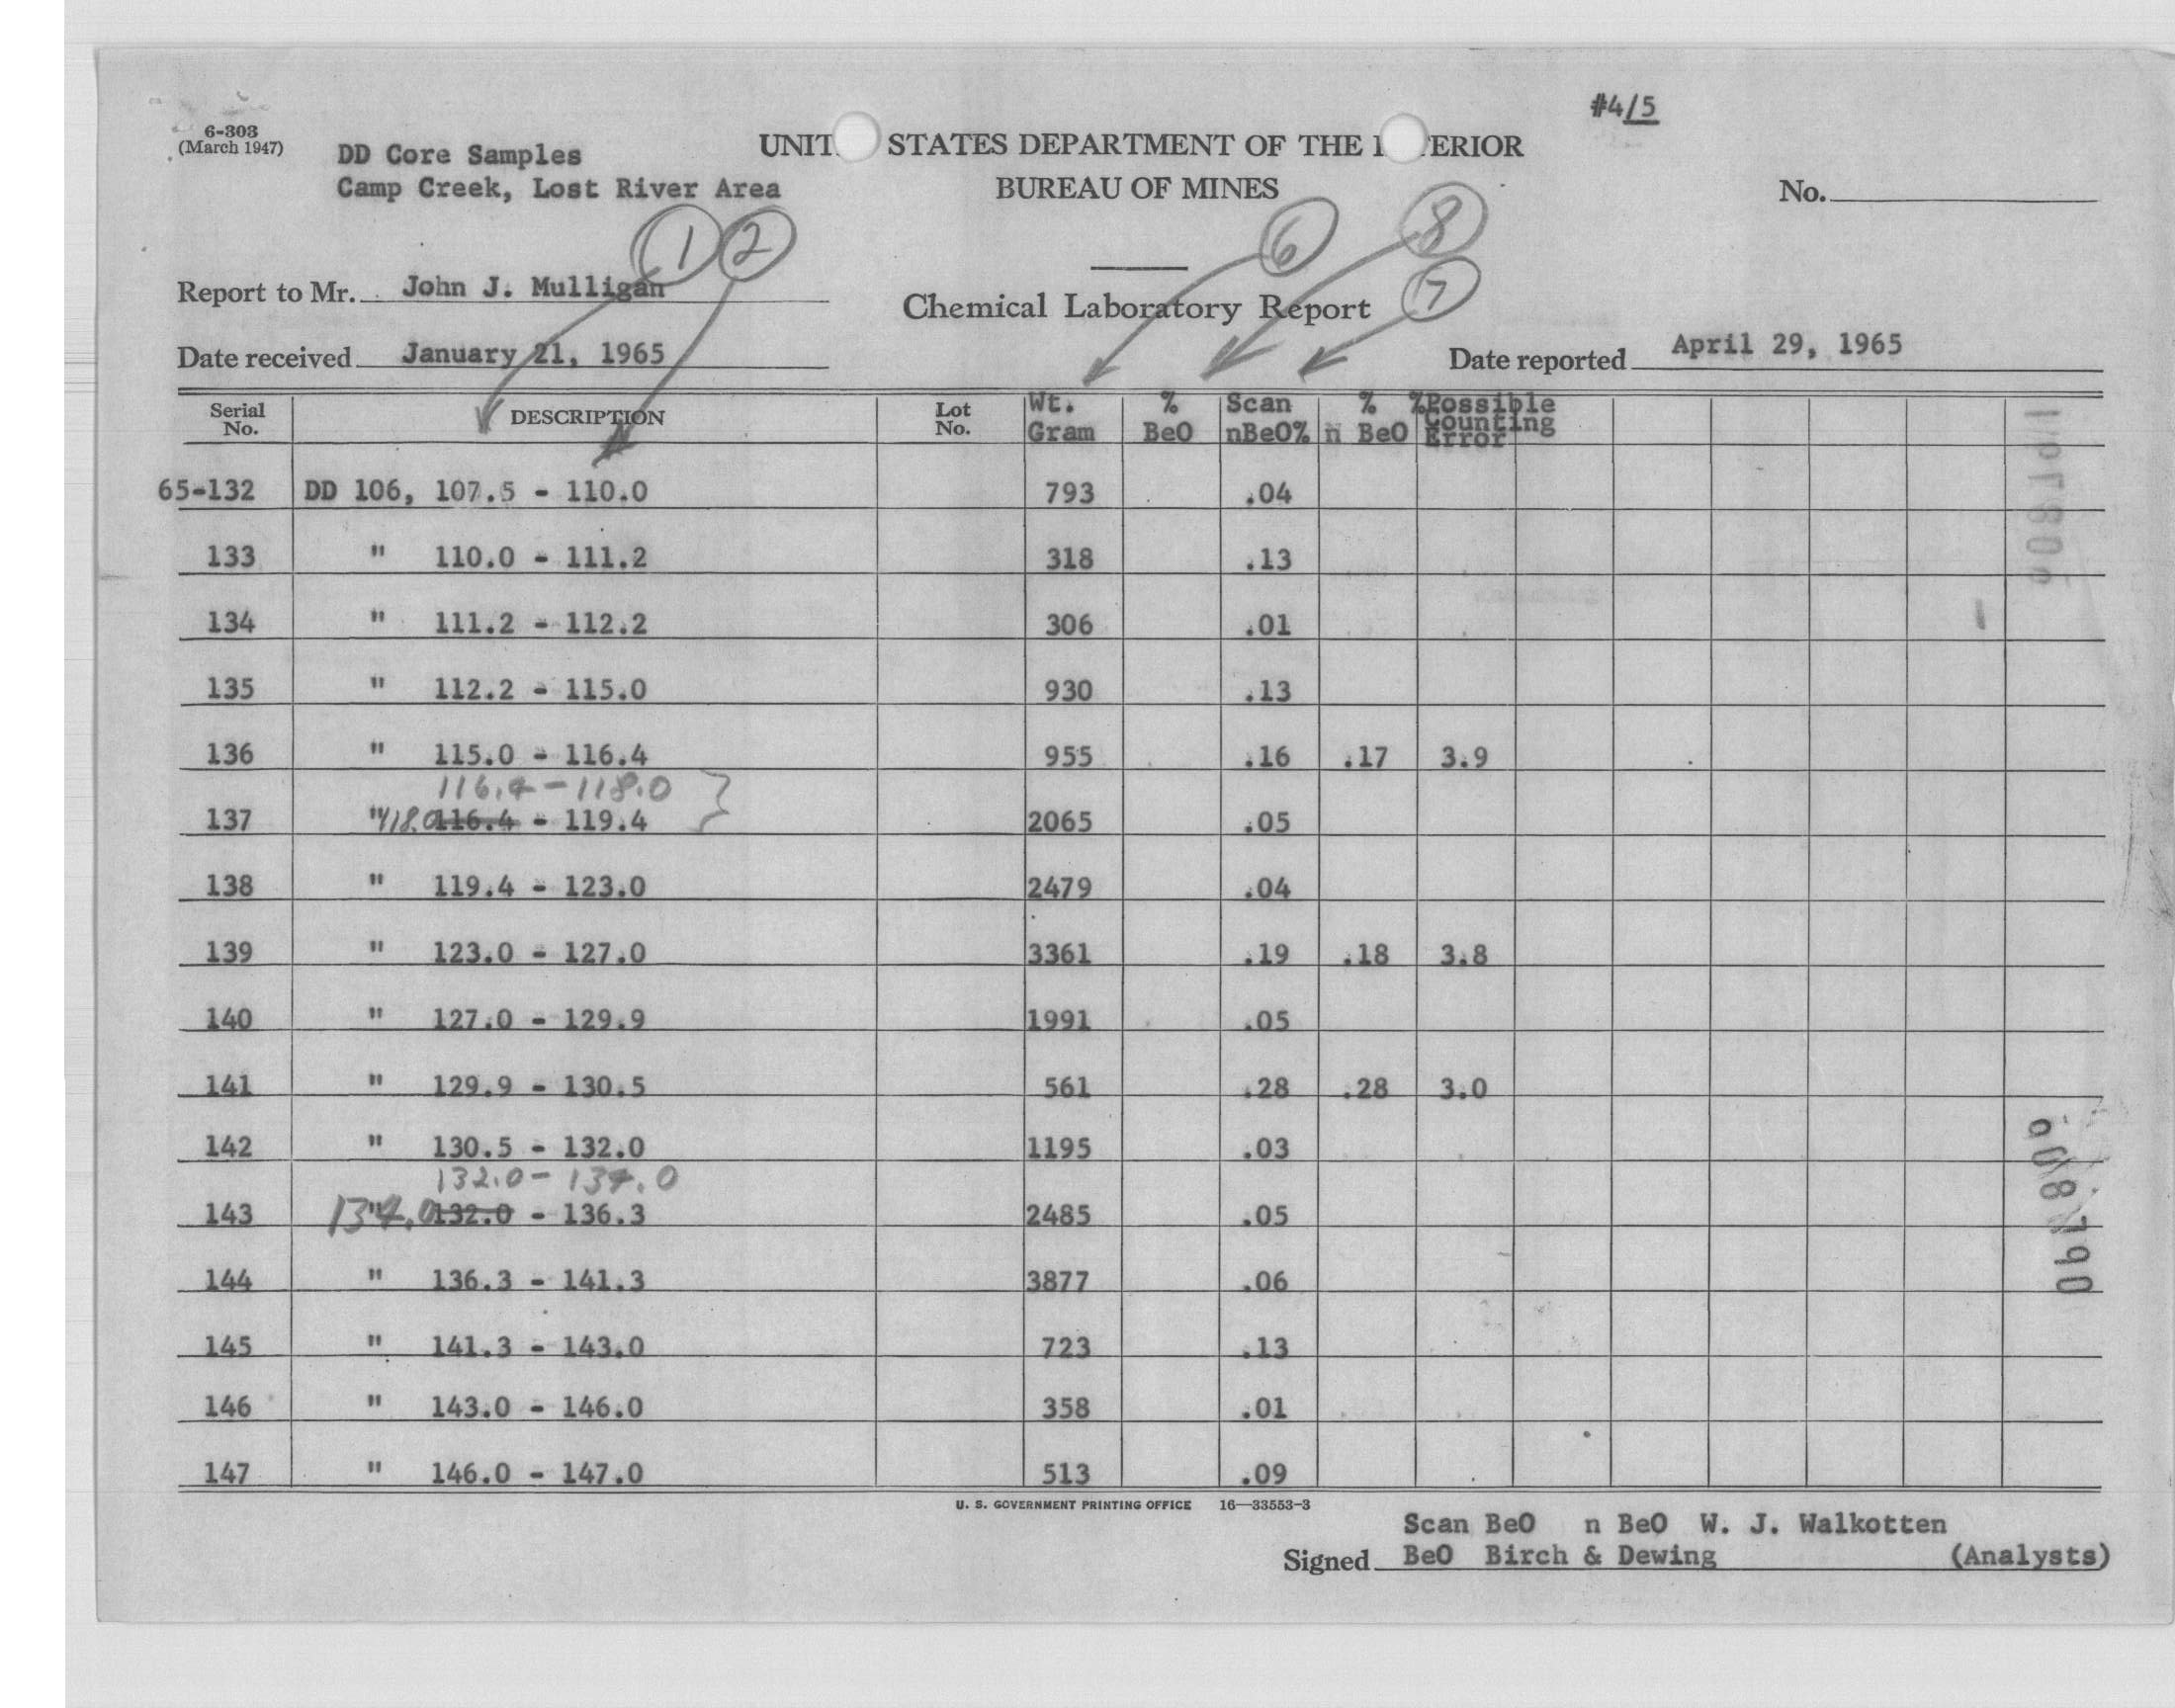 #4/5
6-303
(March 1947)
DD Core Samples
Camp Creek, Lost River Area
UNIT STATES DEPARTMENT OF THE I TERIOR
BUREAU OF MINES
No.
1 2 6 8
Report to Mr. John J. Mulligan
Chemical Laboratory Report 7
Date received January 21, 1965
Date reported April 29, 1965
Serial No. DESCRIPTION Lot No. Wt. Gram % BeO Scan nBeO% % n BeO %Possible Counting Error
65-132 DD 106, 107.5 - 110.0 793 .04
133 " 110.0 - 111.2 318 .13
134 " 111.2 - 112.2 306 .01
135 " 112.2 - 115.0 930 .13
136 " 115.0 - 116.4 955 .16 .17 3.9
116.4 - 118.0 }
137 " 118.0 116.4 - 119.4 2065 .05
138 " 119.4 - 123.0 2479 .04
139 " 123.0 - 127.0 3361 .19 .18 3.8
140 " 127.0 - 129.9 1991 .05
141 " 129.9 - 130.5 561 .28 .28 3.0
142 " 130.5 - 132.0 1195 .03
132.0 - 134.0
143 " 134.0 132.0 - 136.3 2485 .05
144 " 136.3 - 141.3 3877 .06
145 " 141.3 - 143.0 723 .13
146 " 143.0 - 146.0 358 .01
147 " 146.0 - 147.0 513 .09
U. S. GOVERNMENT PRINTING OFFICE 16—33553-3
Scan BeO n BeO W. J. Walkotten
Signed BeO Birch & Dewing (Analysts)